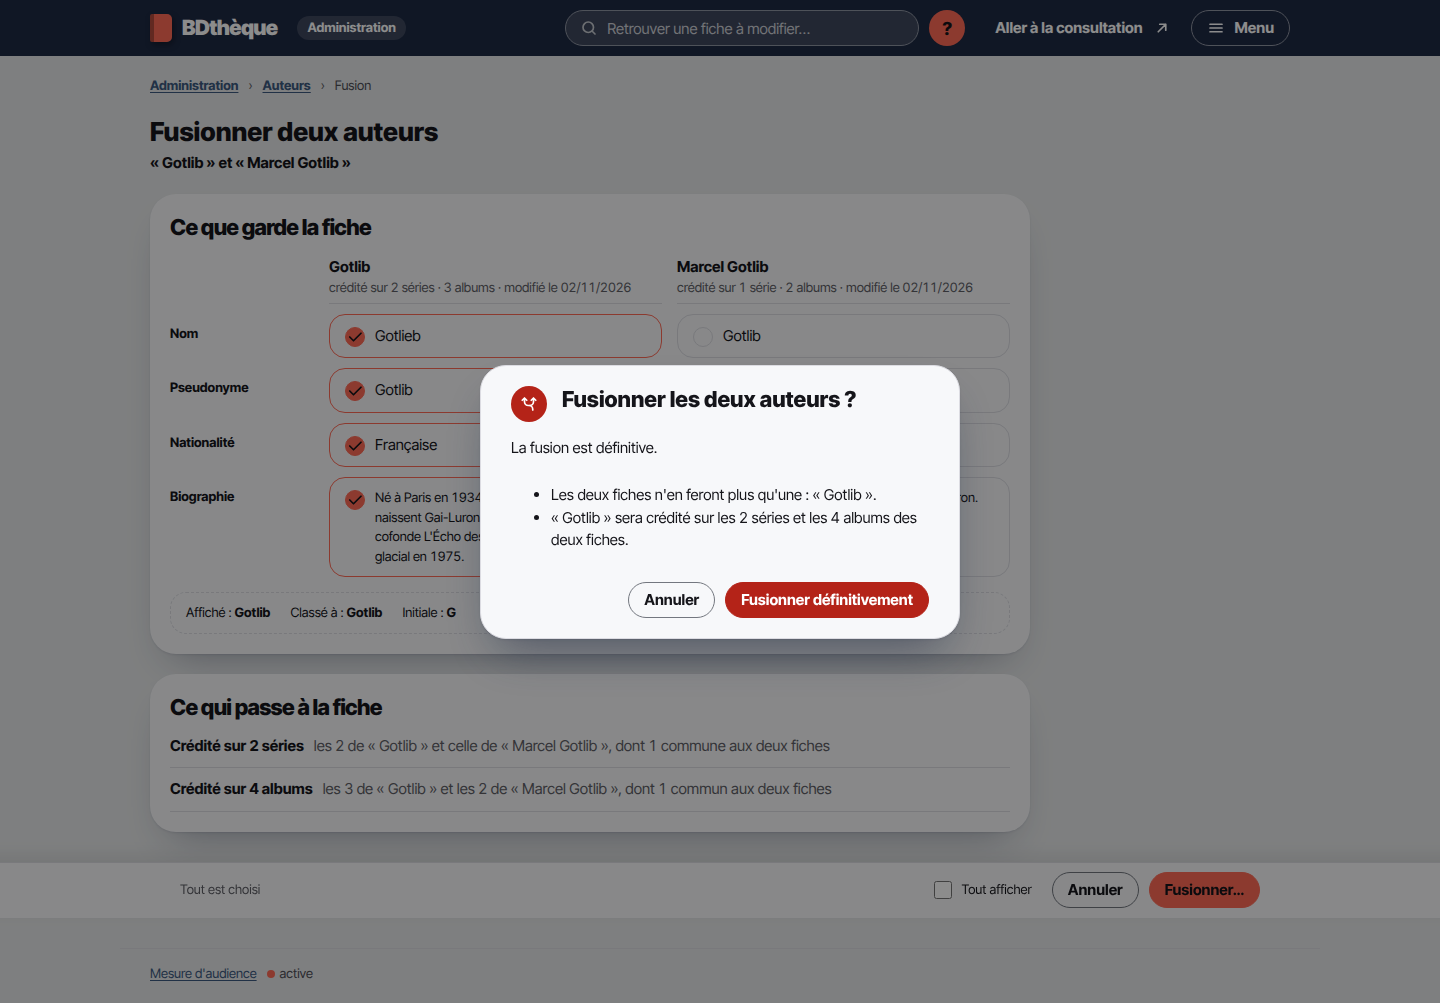 BDthèque
Administration
Retrouver une fiche à modifier...
?
Aller à la consultation
Menu
Administration › Auteurs › Fusion
Fusionner deux auteurs
« Gotlib » et « Marcel Gotlib »
Ce que garde la fiche
Gotlib
crédité sur 2 séries · 3 albums · modifié le 02/11/2026
Marcel Gotlib
crédité sur 1 série · 2 albums · modifié le 02/11/2026
Nom
Gotlieb
Gotlib
Pseudonyme
Gotlib
Nationalité
Française
Biographie
Né à Paris en 1934
naissent Gai-Luron
cofonde L'Écho des
glacial en 1975.
Affiché : Gotlib
Classé à : Gotlib
Initiale : G
Fusionner les deux auteurs ?
La fusion est définitive.
Les deux fiches n'en feront plus qu'une : « Gotlib ».
« Gotlib » sera crédité sur les 2 séries et les 4 albums des
deux fiches.
Annuler
Fusionner définitivement
Ce qui passe à la fiche
Crédité sur 2 séries les 2 de « Gotlib » et celle de « Marcel Gotlib », dont 1 commune aux deux fiches
Crédité sur 4 albums les 3 de « Gotlib » et les 2 de « Marcel Gotlib », dont 1 commun aux deux fiches
Tout est choisi
Tout afficher
Annuler
Fusionner...
Mesure d'audience
active